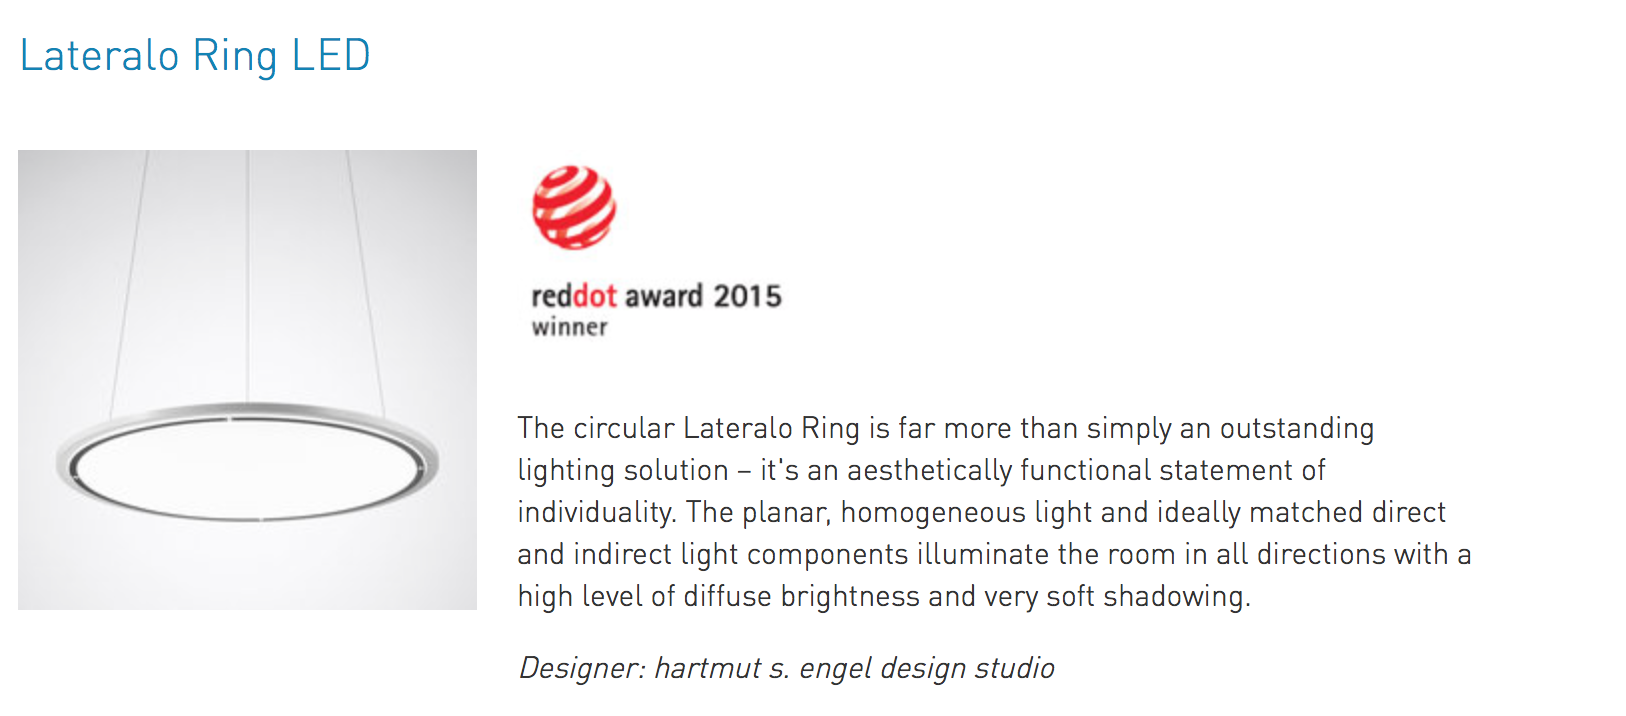 Lateralo Ring LED
reddot award 2015
winner
The circular Lateralo Ring is far more than simply an outstanding
lighting solution – it's an aesthetically functional statement of
individuality. The planar, homogeneous light and ideally matched direct
and indirect light components illuminate the room in all directions with a
high level of diffuse brightness and very soft shadowing.
Designer: hartmut s. engel design studio